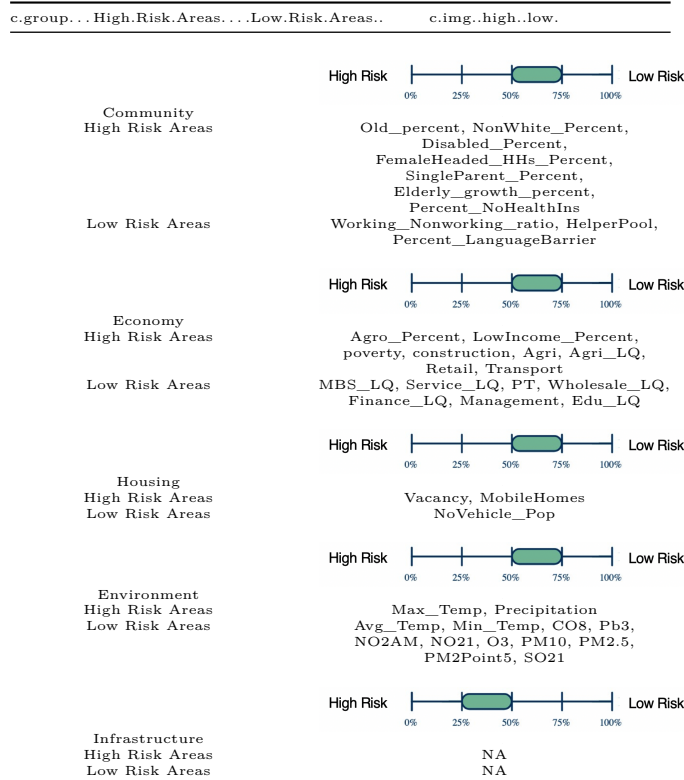 c.group...High.Risk.Areas....Low.Risk.Areas.. c.img..high..low.
High Risk Low Risk
0% 25% 50% 75% 100%
Community
High Risk Areas Old_percent, NonWhite_Percent,
Disabled_Percent,
FemaleHeaded_HHs_Percent,
SingleParent_Percent,
Elderly_growth_percent,
Percent_NoHealthIns
Low Risk Areas Working_Nonworking_ratio, HelperPool,
Percent_LanguageBarrier
High Risk Low Risk
0% 25% 50% 75% 100%
Economy
High Risk Areas Agro_Percent, LowIncome_Percent,
poverty, construction, Agri, Agri_LQ,
Retail, Transport
Low Risk Areas MBS_LQ, Service_LQ, PT, Wholesale_LQ,
Finance_LQ, Management, Edu_LQ
High Risk Low Risk
0% 25% 50% 75% 100%
Housing
High Risk Areas Vacancy, MobileHomes
Low Risk Areas NoVehicle_Pop
High Risk Low Risk
0% 25% 50% 75% 100%
Environment
High Risk Areas Max_Temp, Precipitation
Low Risk Areas Avg_Temp, Min_Temp, CO8, Pb3,
NO2AM, NO21, O3, PM10, PM2.5,
PM2Point5, SO21
High Risk Low Risk
0% 25% 50% 75% 100%
Infrastructure
High Risk Areas NA
Low Risk Areas NA